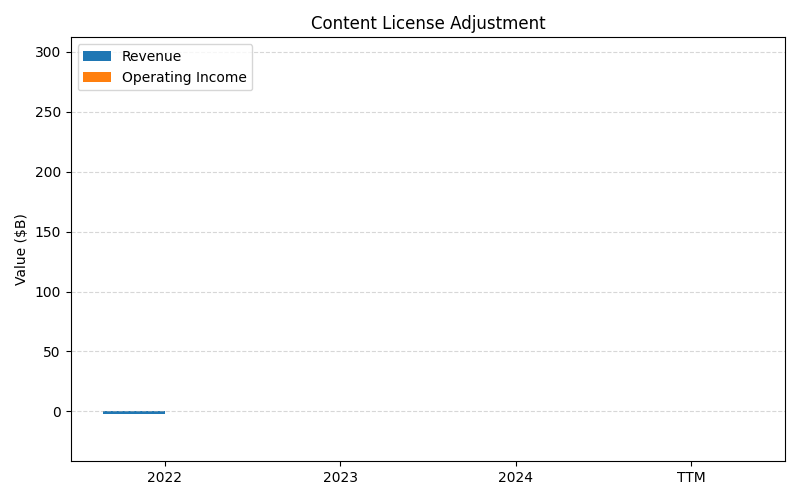 Content License Adjustment
Revenue
Operating Income
Value ($B)
300
250
200
150
100
50
0
2022 2023 2024 TTM